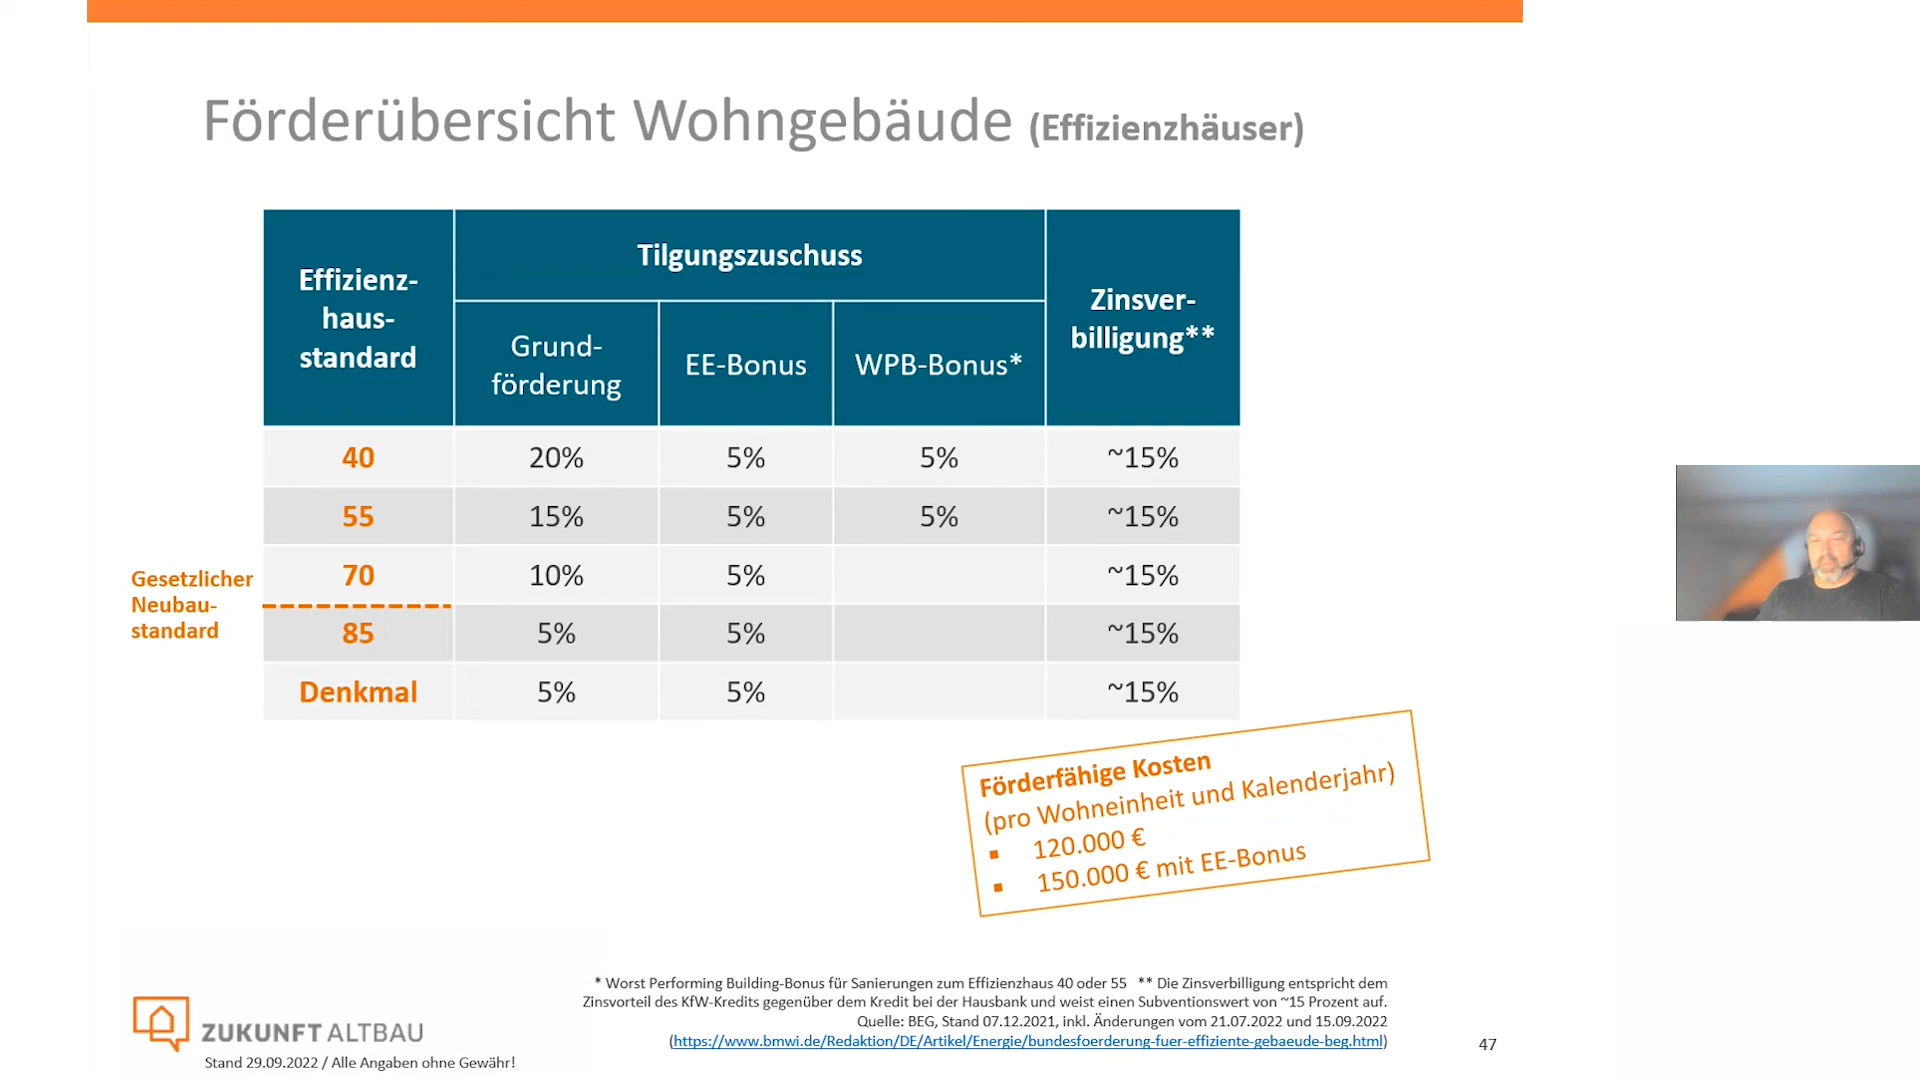 Förderübersicht Wohngebäude (Effizienzhäuser)
Effizienz-
haus-
standard
Tilgungszuschuss
Zinsver-
billigung**
Grund-
förderung
EE-Bonus
WPB-Bonus*
40 20% 5% 5% ~15%
55 15% 5% 5% ~15%
70 10% 5% ~15%
Gesetzlicher
Neubau-
standard
85 5% 5% ~15%
Denkmal 5% 5% ~15%
Förderfähige Kosten
(pro Wohneinheit und Kalenderjahr)
▪ 120.000 €
▪ 150.000 € mit EE-Bonus
* Worst Performing Building-Bonus für Sanierungen zum Effizienzhaus 40 oder 55 ** Die Zinsverbilligung entspricht dem
Zinsvorteil des KfW-Kredits gegenüber dem Kredit bei der Hausbank und weist einen Subventionswert von ~15 Prozent auf.
Quelle: BEG, Stand 07.12.2021, inkl. Änderungen vom 21.07.2022 und 15.09.2022
(https://www.bmwi.de/Redaktion/DE/Artikel/Energie/bundesfoerderung-fuer-effiziente-gebaeude-beg.html)
ZUKUNFT ALTBAU
Stand 29.09.2022 / Alle Angaben ohne Gewähr!
47